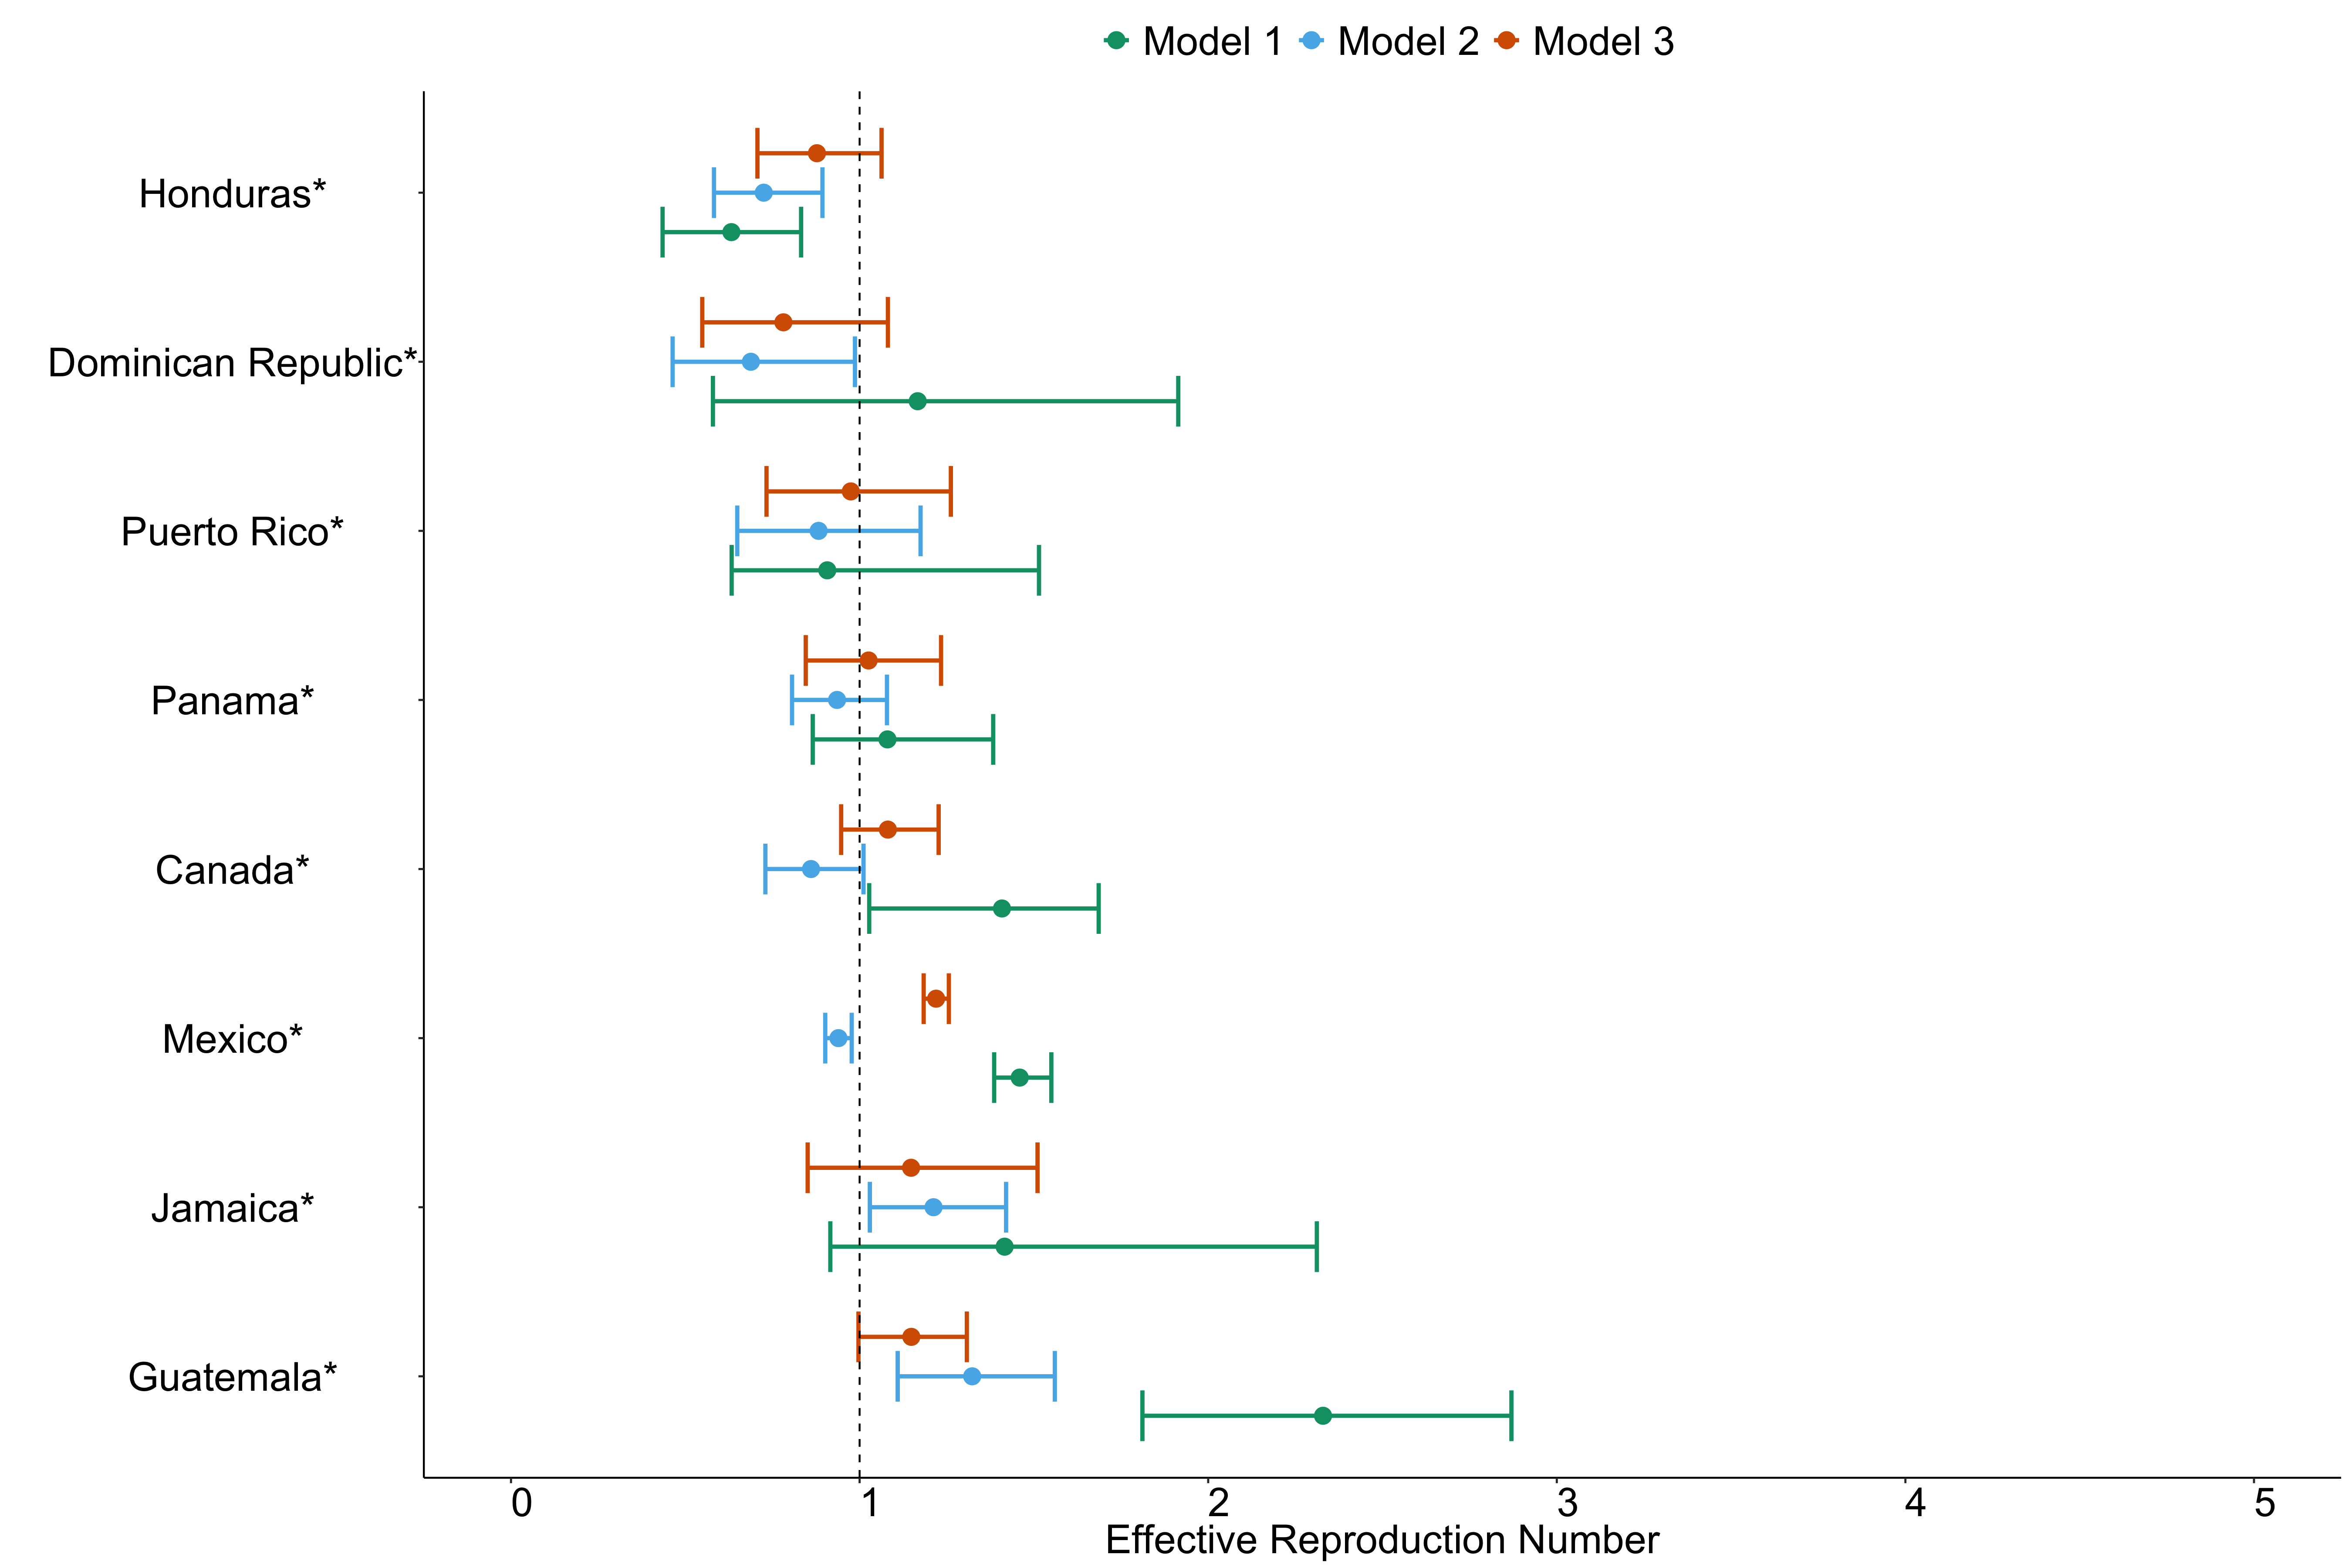 Model 1 Model 2 Model 3
Honduras*
Dominican Republic*
Puerto Rico*
Panama*
Canada*
Mexico*
Jamaica*
Guatemala*
0 1 2 3 4 5
Effective Reproduction Number